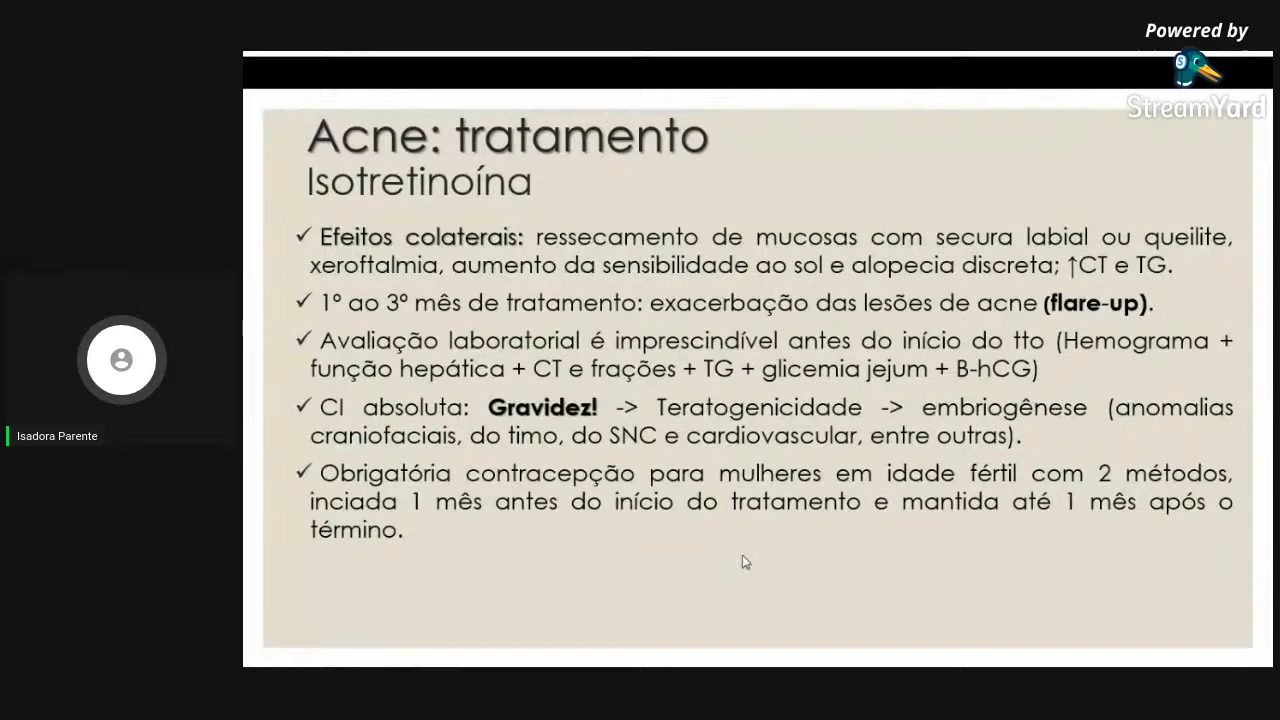 Powered by
StreamYard
Acne: tratamento
Isotretinoína
✓ Efeitos colaterais: ressecamento de mucosas com secura labial ou queilite,
xeroftalmia, aumento da sensibilidade ao sol e alopecia discreta; ↑CT e TG.
✓ 1º ao 3º mês de tratamento: exacerbação das lesões de acne (flare-up).
✓ Avaliação laboratorial é imprescindível antes do início do tto (Hemograma +
função hepática + CT e frações + TG + glicemia jejum + B-hCG)
✓ CI absoluta: Gravidez! -> Teratogenicidade -> embriogênese (anomalias
craniofaciais, do timo, do SNC e cardiovascular, entre outras).
✓ Obrigatória contracepção para mulheres em idade fértil com 2 métodos,
inciada 1 mês antes do início do tratamento e mantida até 1 mês após o
término.
Isadora Parente